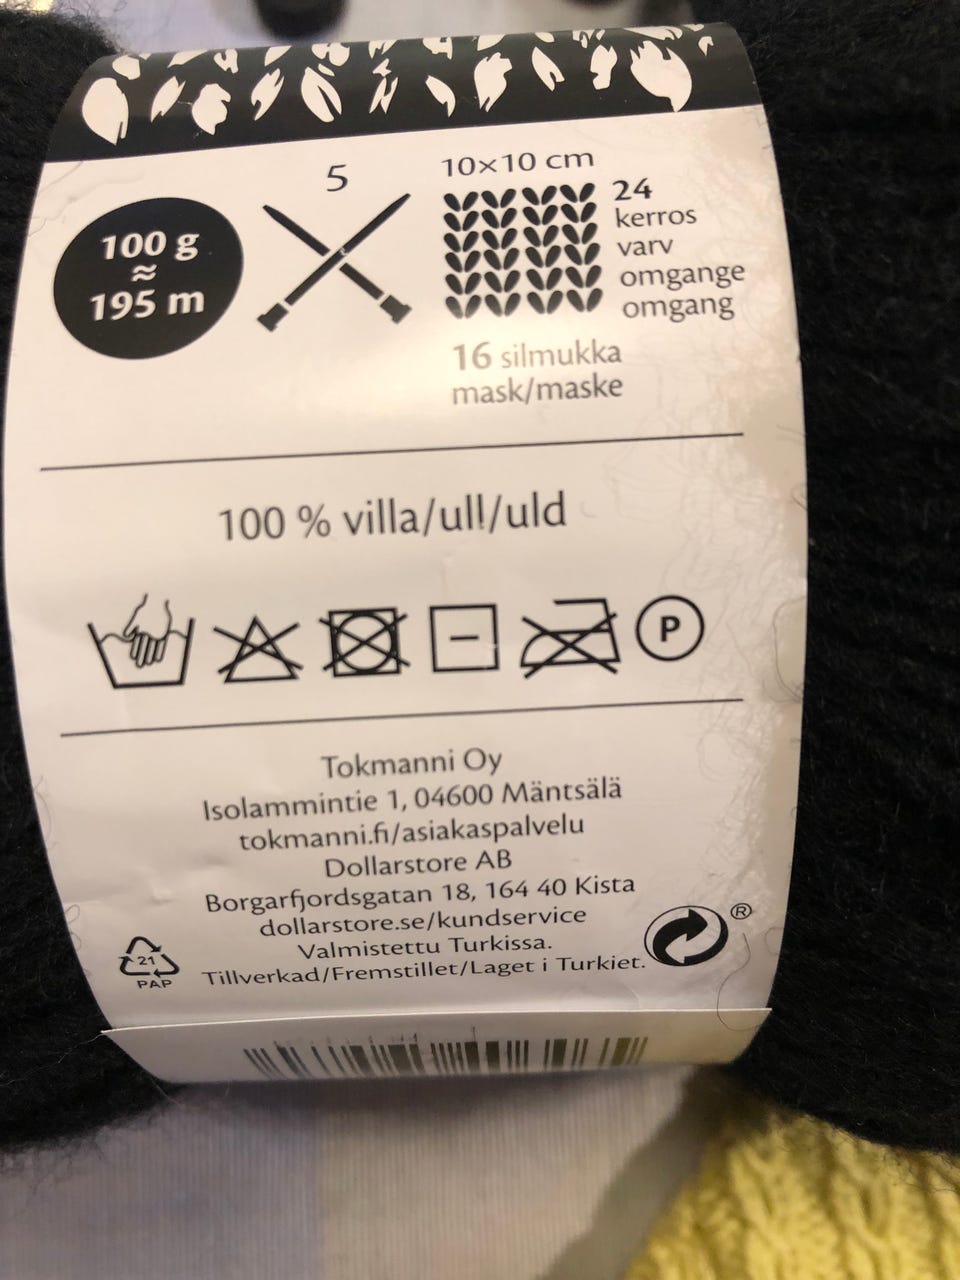 5
10×10 cm
100 g
≈
195 m
24
kerros
varv
omgange
omgang
16 silmukka
mask/maske
100 % villa/ull/uld
P
Tokmanni Oy
Isolammintie 1, 04600 Mäntsälä
tokmanni.fi/asiakaspalvelu
Dollarstore AB
Borgarfjordsgatan 18, 164 40 Kista
dollarstore.se/kundservice
Valmistettu Turkissa.
Tillverkad/Fremstillet/Laget i Turkiet.
®
21
PAP